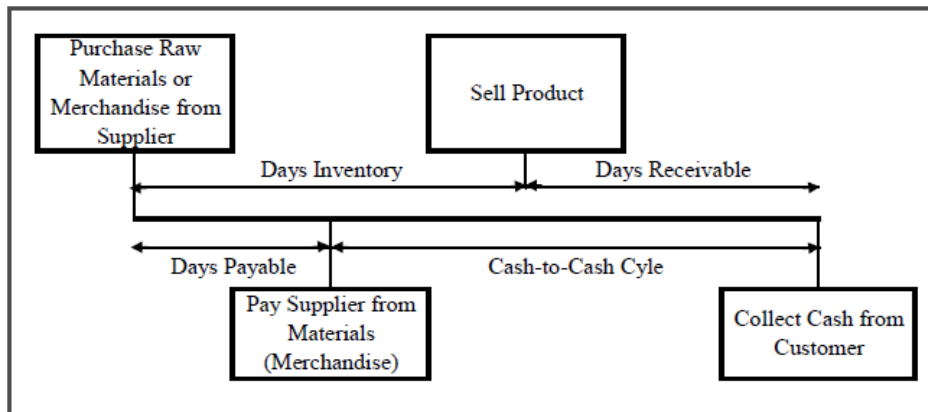 Purchase Raw
Materials or
Merchandise from
Supplier
Sell Product
Days Inventory
Days Receivable
Days Payable
Cash-to-Cash Cyle
Pay Supplier from
Materials
(Merchandise)
Collect Cash from
Customer